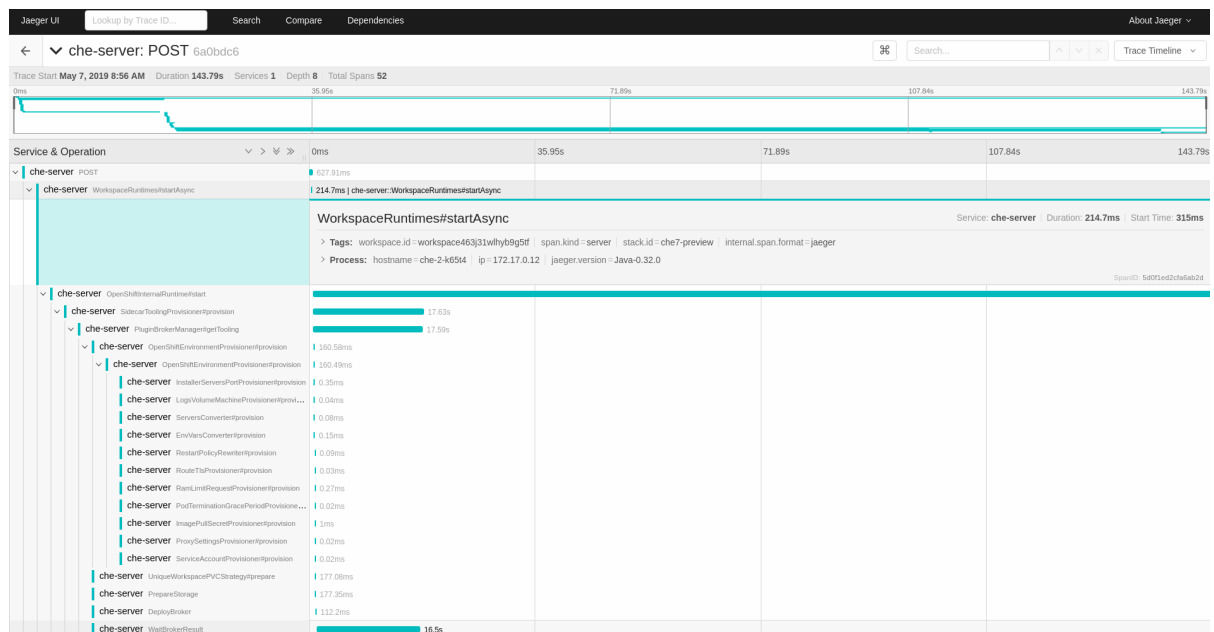 Jaeger UI Lookup by Trace ID... Search Compare Dependencies About Jaeger
che-server: POST 6a0bdc6 ⌘ Search... Trace Timeline
Trace Start May 7, 2019 8:56 AM Duration 143.79s Services 1 Depth 8 Total Spans 52
0ms 35.95s 71.89s 107.84s 143.79s
Service & Operation 0ms 35.95s 71.89s 107.84s 143.79s
che-server POST 627.91ms
che-server WorkspaceRuntimes#startAsync 214.7ms | che-server::WorkspaceRuntimes#startAsync
WorkspaceRuntimes#startAsync Service: che-server Duration: 214.7ms Start Time: 315ms
Tags: workspace.id = workspace463j31wlhyb9g5tf span.kind = server stack.id = che7-preview internal.span.format = jaeger
Process: hostname = che-2-k65t4 ip = 172.17.0.12 jaeger.version = Java-0.32.0
SpanID: 5d0f1ed2cfa6ab2d
che-server OpenShiftInternalRuntime#start
che-server SidecarToolingProvisioner#provision 17.63s
che-server PluginBrokerManager#getTooling 17.59s
che-server OpenShiftEnvironmentProvisioner#provision 160.58ms
che-server OpenShiftEnvironmentProvisioner#provision 160.49ms
che-server InstallerServersPortProvisioner#provision 0.35ms
che-server LogsVolumeMachineProvisioner#provi... 0.04ms
che-server ServersConverter#provision 0.08ms
che-server EnvVarsConverter#provision 0.15ms
che-server RestartPolicyRewriter#provision 0.09ms
che-server RouteTlsProvisioner#provision 0.03ms
che-server RamLimitRequestProvisioner#provision 0.27ms
che-server PodTerminationGracePeriodProvisione... 0.02ms
che-server ImagePullSecretProvisioner#provision 1ms
che-server ProxySettingsProvisioner#provision 0.02ms
che-server ServiceAccountProvisioner#provision 0.02ms
che-server UniqueWorkspacePVCStrategy#prepare 177.08ms
che-server PrepareStorage 177.35ms
che-server DeployBroker 112.2ms
che-server WaitBrokerResult 16.5s